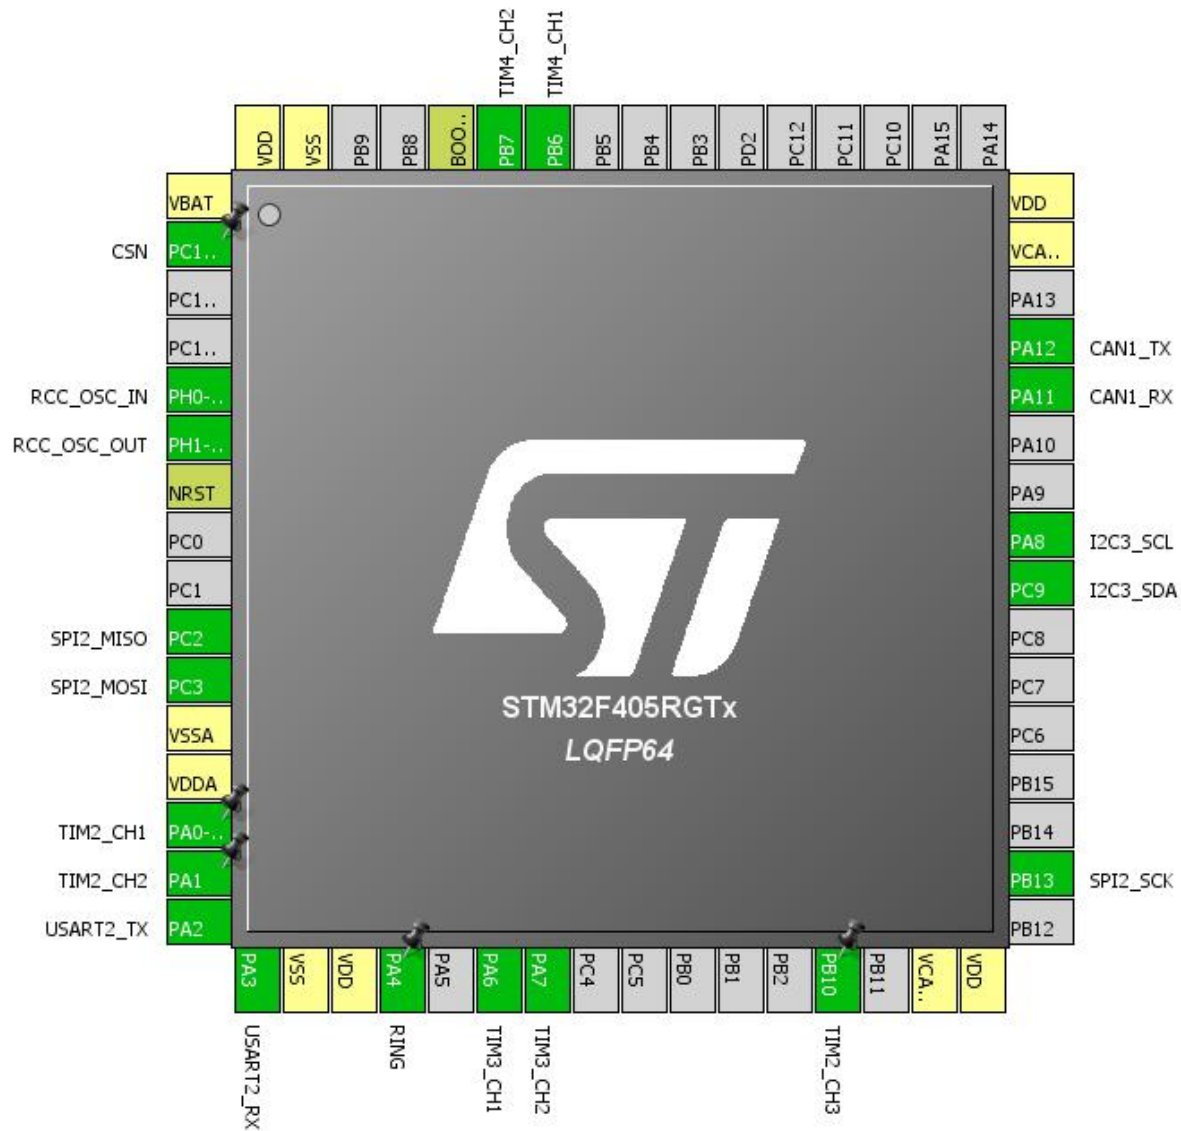 TIM4_CH2
TIM4_CH1
VDD
VSS
PB9
PB8
BOO..
PB7
PB6
PB5
PB4
PB3
PD2
PC12
PC11
PC10
PA15
PA14
VBAT
CSN PC1..
PC1..
PC1..
RCC_OSC_IN PH0-..
RCC_OSC_OUT PH1-..
NRST
PC0
PC1
SPI2_MISO PC2
SPI2_MOSI PC3
VSSA
VDDA
TIM2_CH1 PA0-..
TIM2_CH2 PA1
USART2_TX PA2
VDD
VCA..
PA13
PA12 CAN1_TX
PA11 CAN1_RX
PA10
PA9
PA8 I2C3_SCL
PC9 I2C3_SDA
PC8
PC7
PC6
PB15
PB14
PB13 SPI2_SCK
PB12
ST
STM32F405RGTx
LQFP64
PA3
VSS
VDD
PA4
PA5
PA6
PA7
PC4
PC5
PB0
PB1
PB2
PB10
PB11
VCA..
VDD
USART2_RX
RING
TIM3_CH1
TIM3_CH2
TIM2_CH3